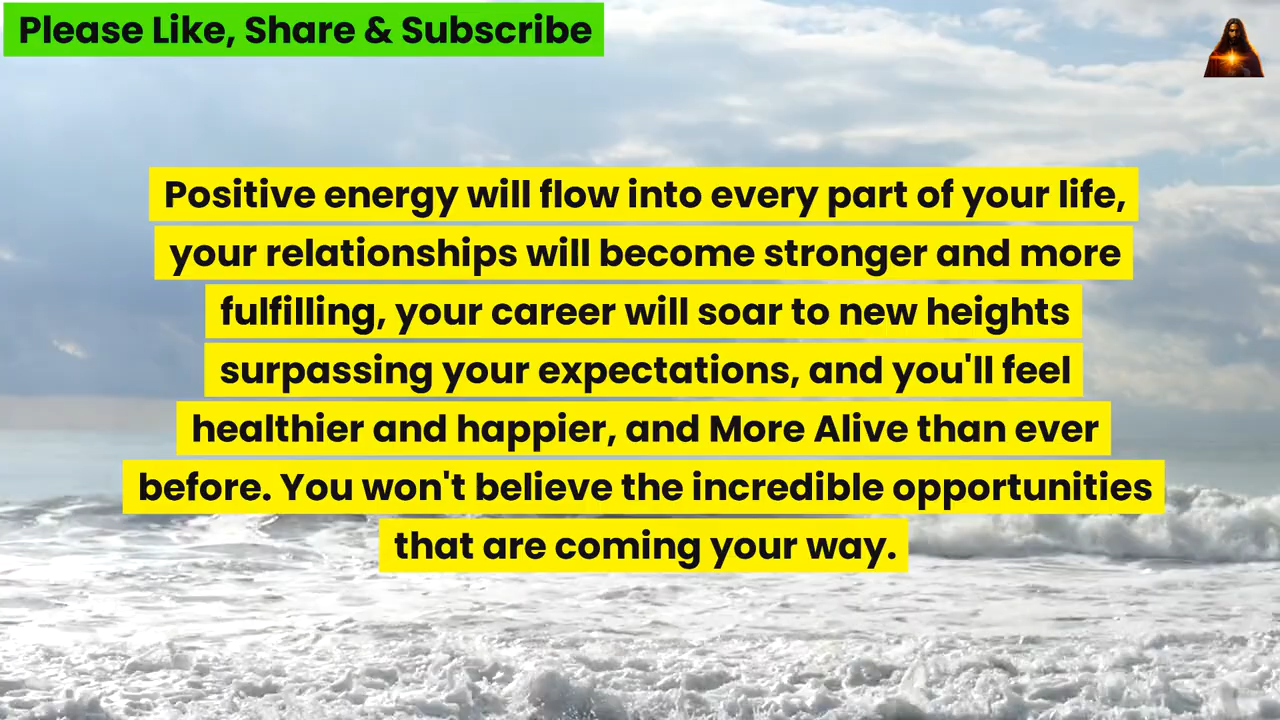 Please Like, Share & Subscribe
Positive energy will flow into every part of your life,
your relationships will become stronger and more
fulfilling, your career will soar to new heights
surpassing your expectations, and you'll feel
healthier and happier, and More Alive than ever
before. You won't believe the incredible opportunities
that are coming your way.